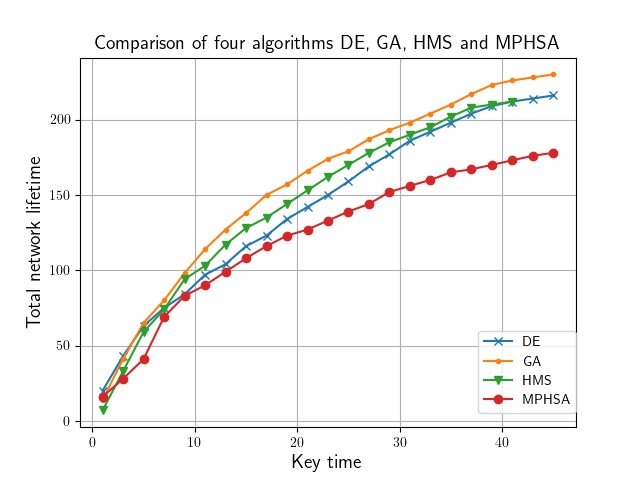 Comparison of four algorithms DE, GA, HMS and MPHSA
Total network lifetime
200
150
100
50
0
0 10 20 30 40
Key time
DE
GA
HMS
MPHSA